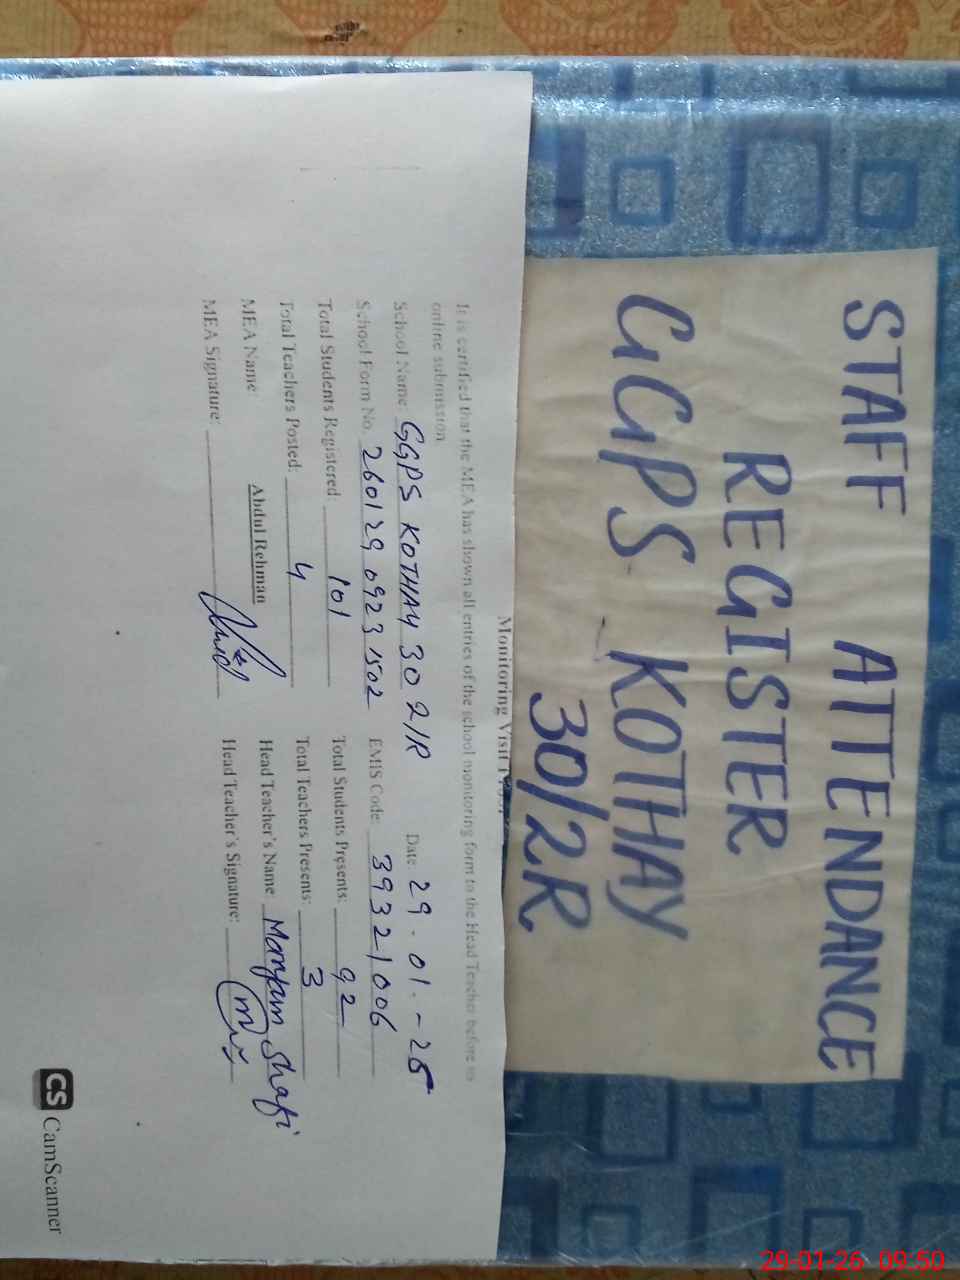 STAFF ATTENDANCE
REGISTER
GGPS KOTHAY
30/2R
Monitoring Visit
It is certified that the MEA has shown all entries of the school monitoring form to the Head Teacher before its
online submission
School Name: GGPS KOTHAY 30 2/R Date: 29-01-26
School Form No. 260129 0923 1502 EMIS Code: 39321006
Total Students Registered: 101 Total Students Presents: 92
Total Teachers Posted: 4 Total Teachers Presents: 3
MEA Name: Abdul Rehman Head Teacher's Name: Maryam Shafi
MEA Signature: Head Teacher's Signature:
CS CamScanner
29-01-26 09:50